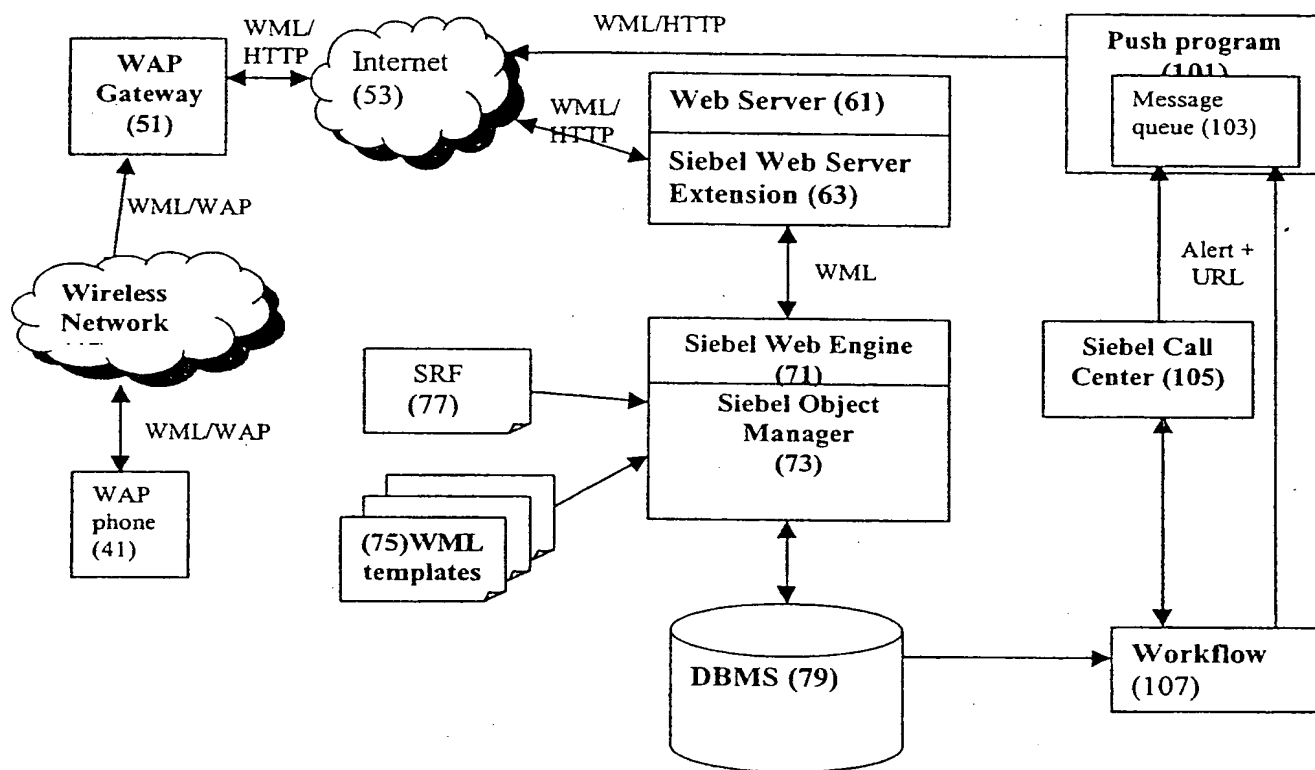 WML/
HTTP
WAP
Gateway
(51)
Internet
(53)
WML/HTTP
Push program
(101)
Message
queue (103)
WML/
HTTP
Web Server (61)
Siebel Web Server
Extension (63)
WML/WAP
WML
Alert +
URL
Wireless
Network
Siebel Web Engine
(71)
Siebel Object
Manager
(73)
SRF
(77)
Siebel Call
Center (105)
WML/WAP
WAP
phone
(41)
(75)WML
templates
DBMS (79)
Workflow
(107)